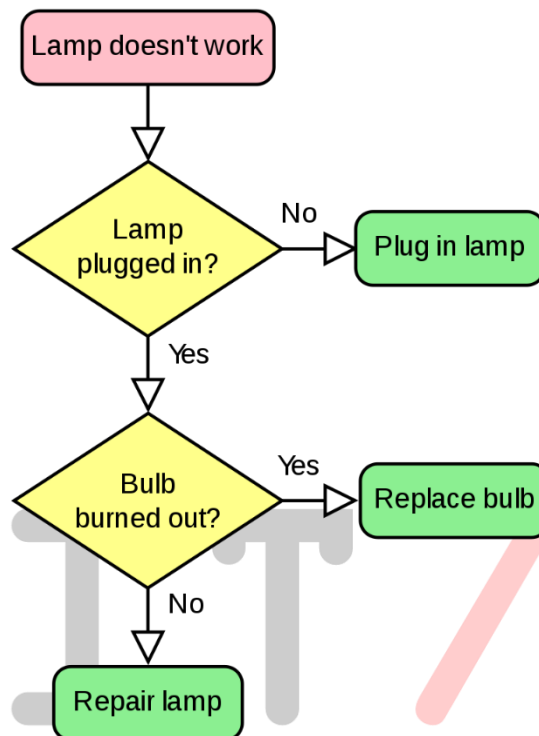 Lamp doesn't work
Lamp
plugged in?
No
Plug in lamp
Yes
Bulb
burned out?
Yes
Replace bulb
No
Repair lamp